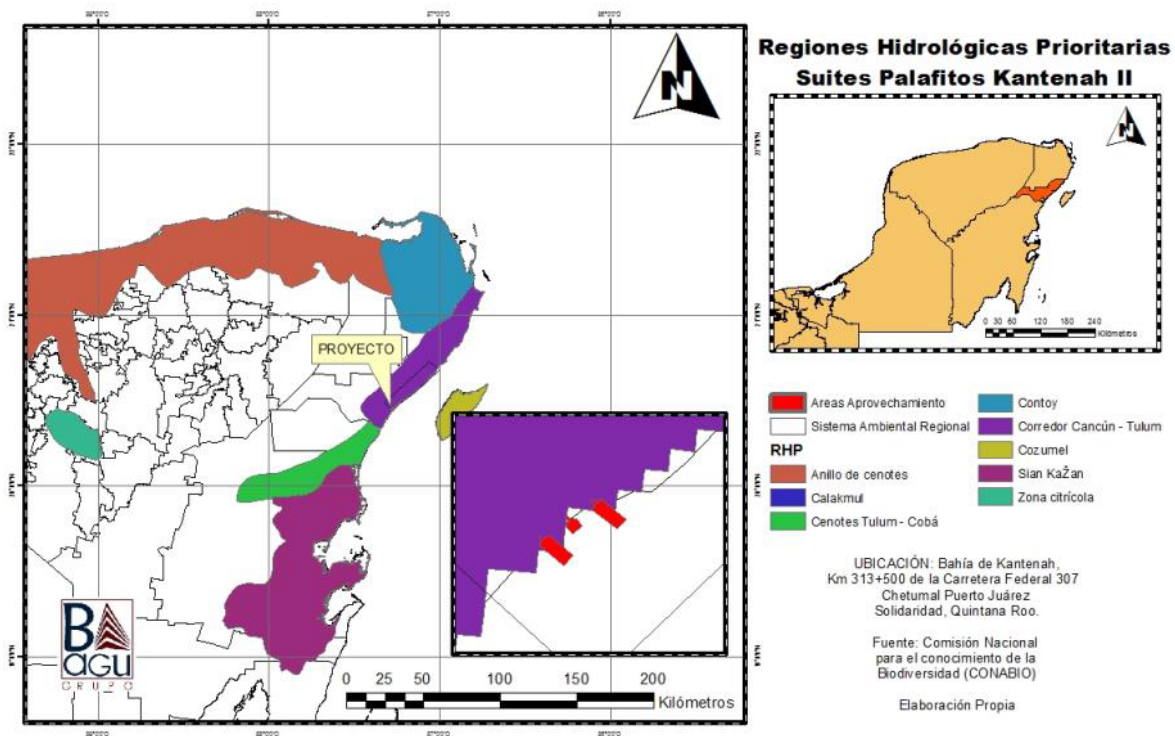 Regiones Hidrológicas Prioritarias
Suites Palafitos Kantenah II
N
PROYECTO
0 25 50 100 150 200
Kilómetros
BAGU
GRUPO
N
0 30 60 120 180 240
Kilómetros
Areas Aprovechamiento
Sistema Ambiental Regional
RHP
Anillo de cenotes
Calakmul
Cenotes Tulum - Cobá
Contoy
Corredor Cancún - Tulum
Cozumel
Sian KaŽan
Zona citrícola
UBICACIÓN: Bahía de Kantenah,
Km 313+500 de la Carretera Federal 307
Chetumal Puerto Juárez
Solidaridad, Quintana Roo.
Fuente: Comisión Nacional
para el conocimiento de la
Biodiversidad (CONABIO)
Elaboración Propia